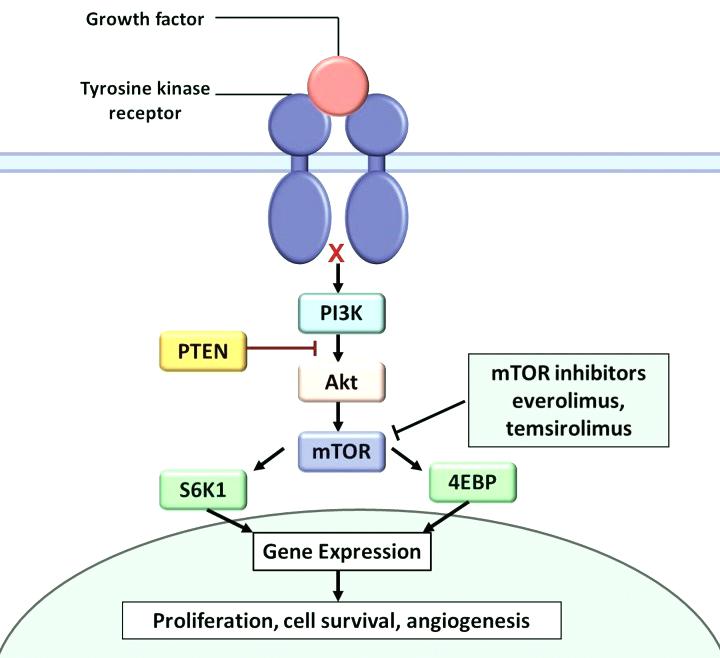 Growth factor
Tyrosine kinase
receptor
X
PI3K
PTEN
Akt
mTOR inhibitors
everolimus,
temsirolimus
mTOR
S6K1
4EBP
Gene Expression
Proliferation, cell survival, angiogenesis